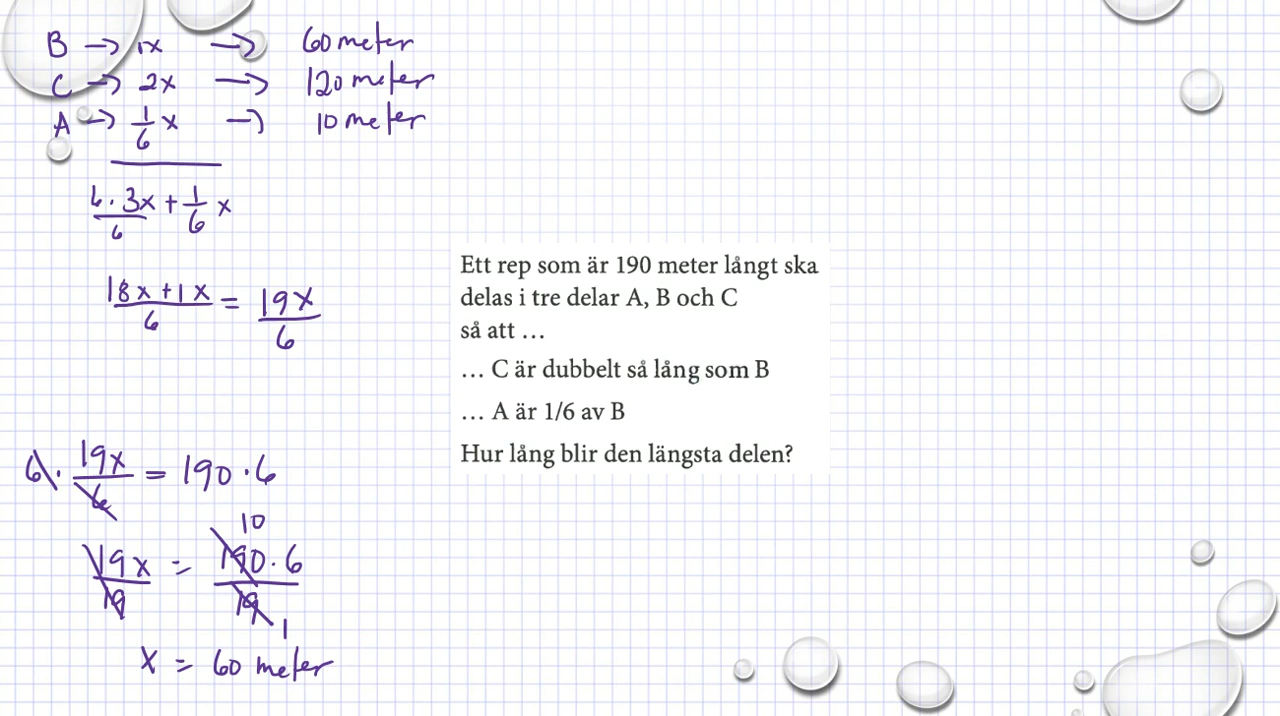 B → 1x → 60 meter
C → 2x → 120 meter
A → 1/6 x → 10 meter
6 · 3x/6 + 1/6 x
18x + 1x/6 = 19x/6
Ett rep som är 190 meter långt ska
delas i tre delar A, B och C
så att …
… C är dubbelt så lång som B
… A är 1/6 av B
Hur lång blir den längsta delen?
6 · 19x/6 = 190 · 6
10
19x/19 = 190 · 6/19
1
x = 60 meter